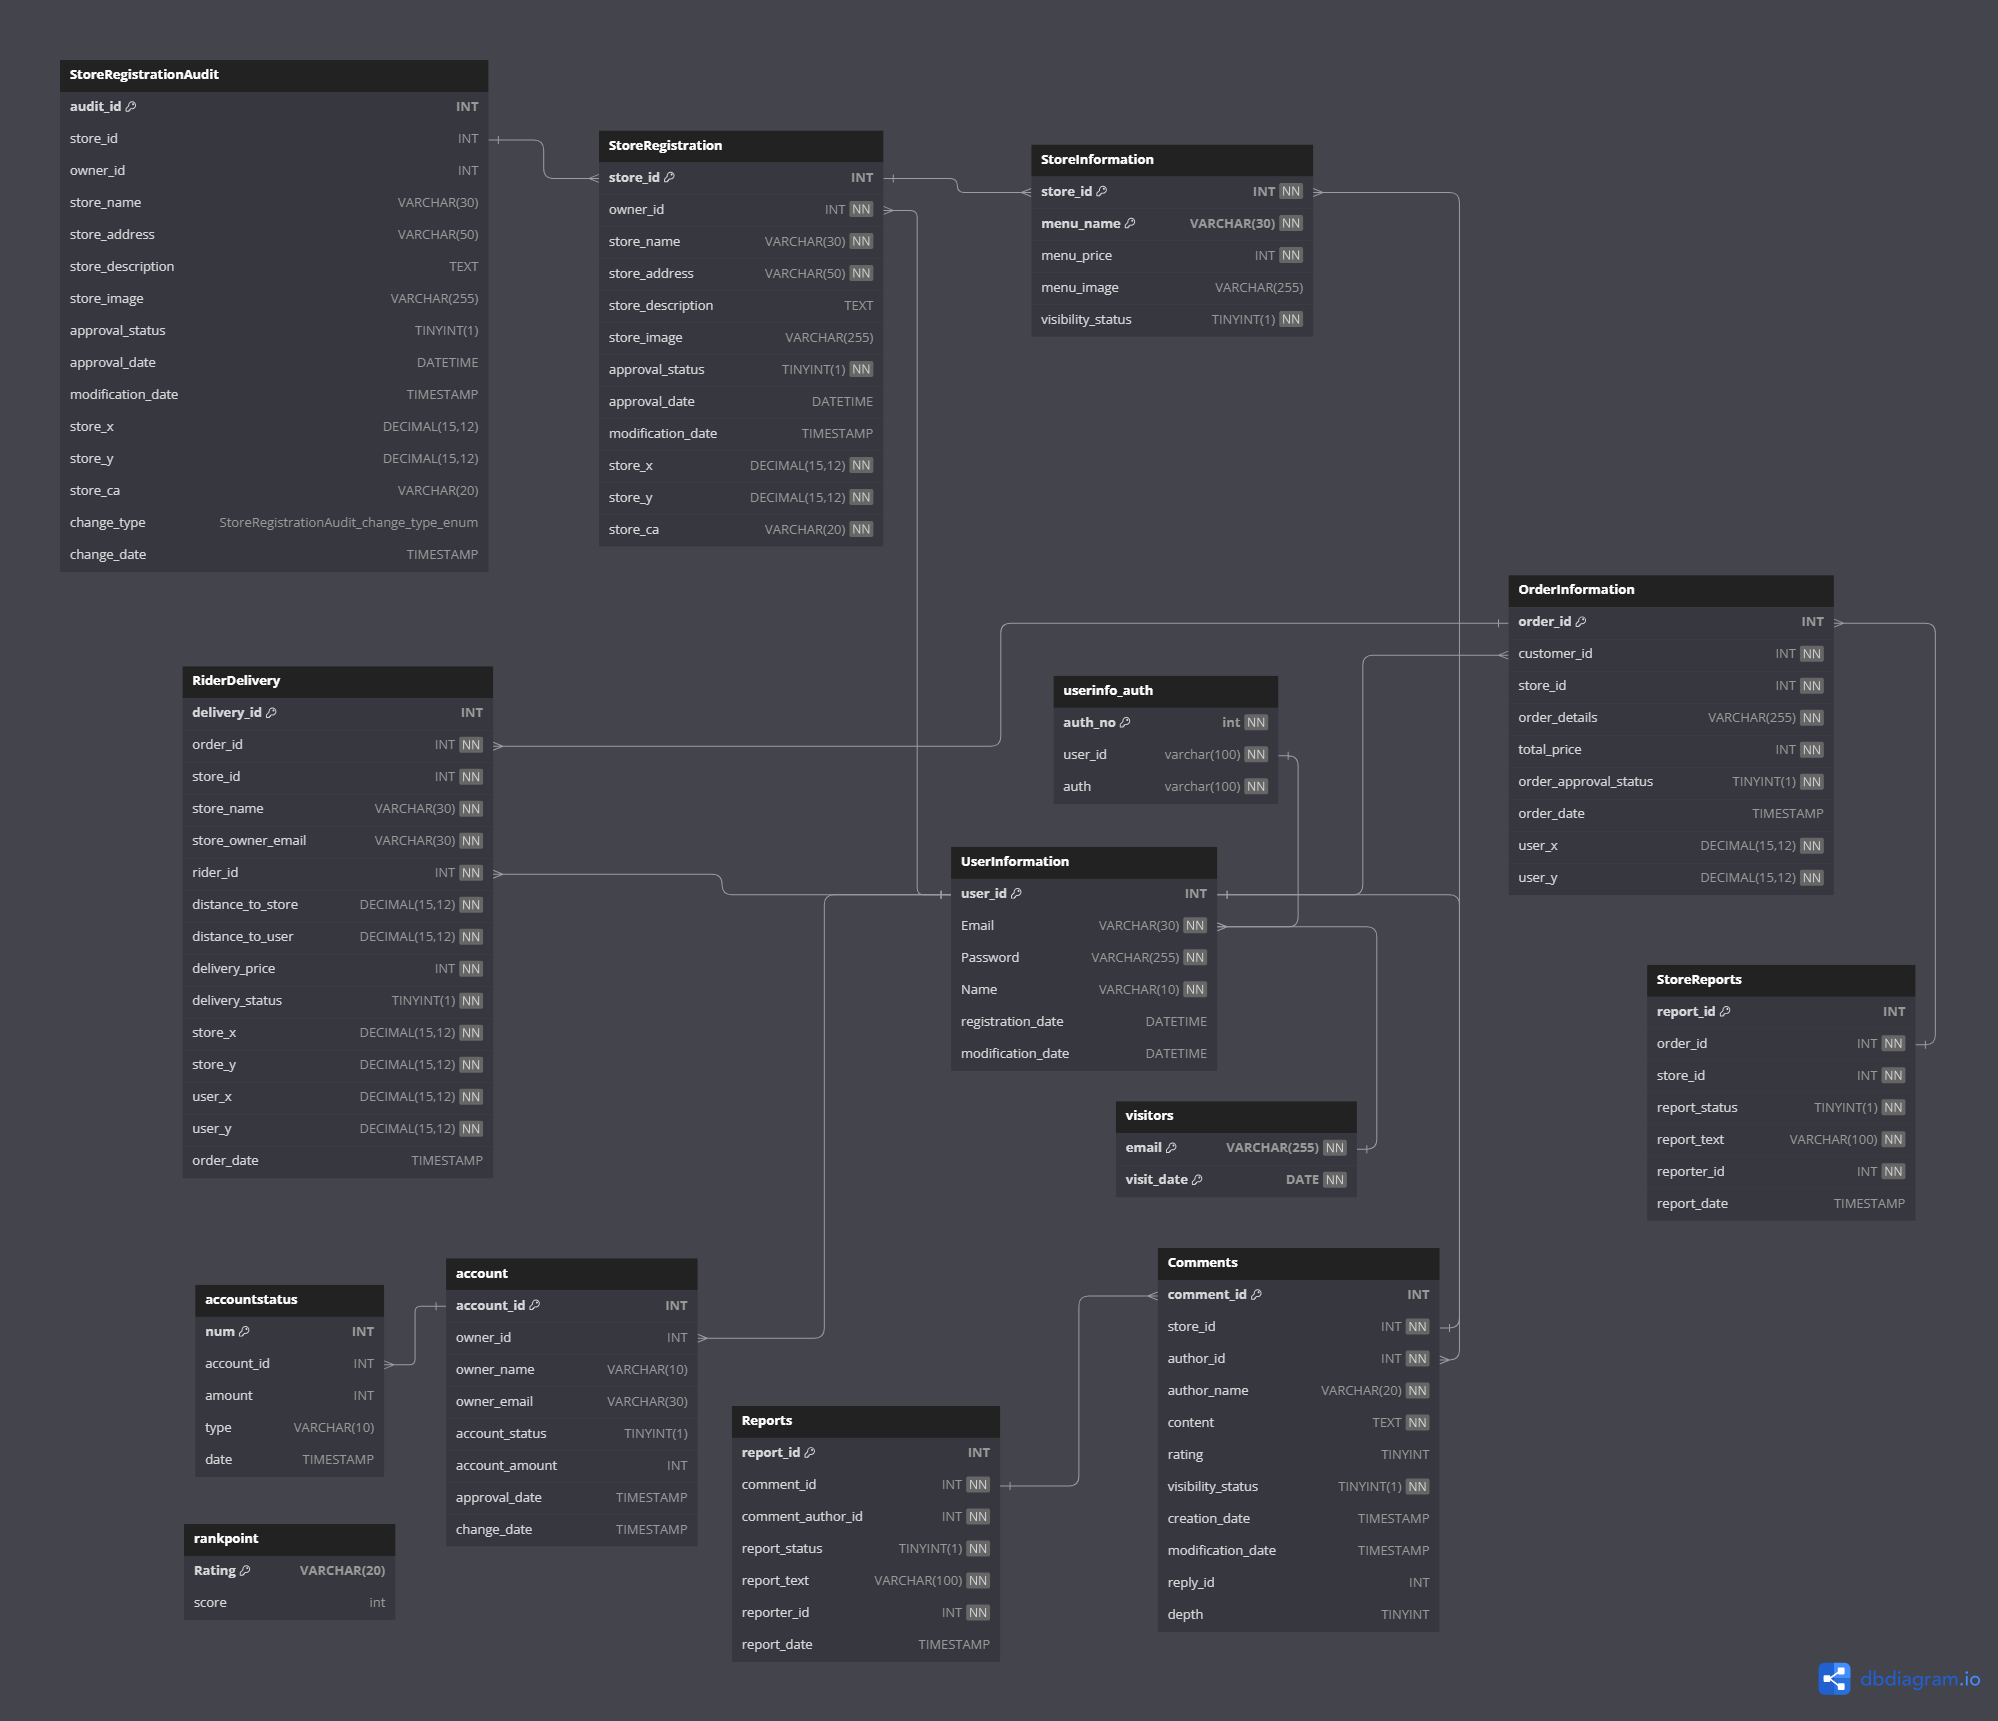 StoreRegistrationAudit
audit_id INT
store_id INT
owner_id INT
store_name VARCHAR(30)
store_address VARCHAR(50)
store_description TEXT
store_image VARCHAR(255)
approval_status TINYINT(1)
approval_date DATETIME
modification_date TIMESTAMP
store_x DECIMAL(15,12)
store_y DECIMAL(15,12)
store_ca VARCHAR(20)
change_type StoreRegistrationAudit_change_type_enum
change_date TIMESTAMP
StoreRegistration
store_id INT
owner_id INT NN
store_name VARCHAR(30) NN
store_address VARCHAR(50) NN
store_description TEXT
store_image VARCHAR(255)
approval_status TINYINT(1) NN
approval_date DATETIME
modification_date TIMESTAMP
store_x DECIMAL(15,12) NN
store_y DECIMAL(15,12) NN
store_ca VARCHAR(20) NN
StoreInformation
store_id INT NN
menu_name VARCHAR(30) NN
menu_price INT NN
menu_image VARCHAR(255)
visibility_status TINYINT(1) NN
OrderInformation
order_id INT
customer_id INT NN
store_id INT NN
order_details VARCHAR(255) NN
total_price INT NN
order_approval_status TINYINT(1) NN
order_date TIMESTAMP
user_x DECIMAL(15,12) NN
user_y DECIMAL(15,12) NN
RiderDelivery
delivery_id INT
order_id INT NN
store_id INT NN
store_name VARCHAR(30) NN
store_owner_email VARCHAR(30) NN
rider_id INT NN
distance_to_store DECIMAL(15,12) NN
distance_to_user DECIMAL(15,12) NN
delivery_price INT NN
delivery_status TINYINT(1) NN
store_x DECIMAL(15,12) NN
store_y DECIMAL(15,12) NN
user_x DECIMAL(15,12) NN
user_y DECIMAL(15,12) NN
order_date TIMESTAMP
userinfo_auth
auth_no int NN
user_id varchar(100) NN
auth varchar(100) NN
UserInformation
user_id INT
Email VARCHAR(30) NN
Password VARCHAR(255) NN
Name VARCHAR(10) NN
registration_date DATETIME
modification_date DATETIME
StoreReports
report_id INT
order_id INT NN
store_id INT NN
report_status TINYINT(1) NN
report_text VARCHAR(100) NN
reporter_id INT NN
report_date TIMESTAMP
visitors
email VARCHAR(255) NN
visit_date DATE NN
accountstatus
num INT
account_id INT
amount INT
type VARCHAR(10)
date TIMESTAMP
account
account_id INT
owner_id INT
owner_name VARCHAR(10)
owner_email VARCHAR(30)
account_status TINYINT(1)
account_amount INT
approval_date TIMESTAMP
change_date TIMESTAMP
Comments
comment_id INT
store_id INT NN
author_id INT NN
author_name VARCHAR(20) NN
content TEXT NN
rating TINYINT
visibility_status TINYINT(1) NN
creation_date TIMESTAMP
modification_date TIMESTAMP
reply_id INT
depth TINYINT
Reports
report_id INT
comment_id INT NN
comment_author_id INT NN
report_status TINYINT(1) NN
report_text VARCHAR(100) NN
reporter_id INT NN
report_date TIMESTAMP
rankpoint
Rating VARCHAR(20)
score int
dbdiagram.io